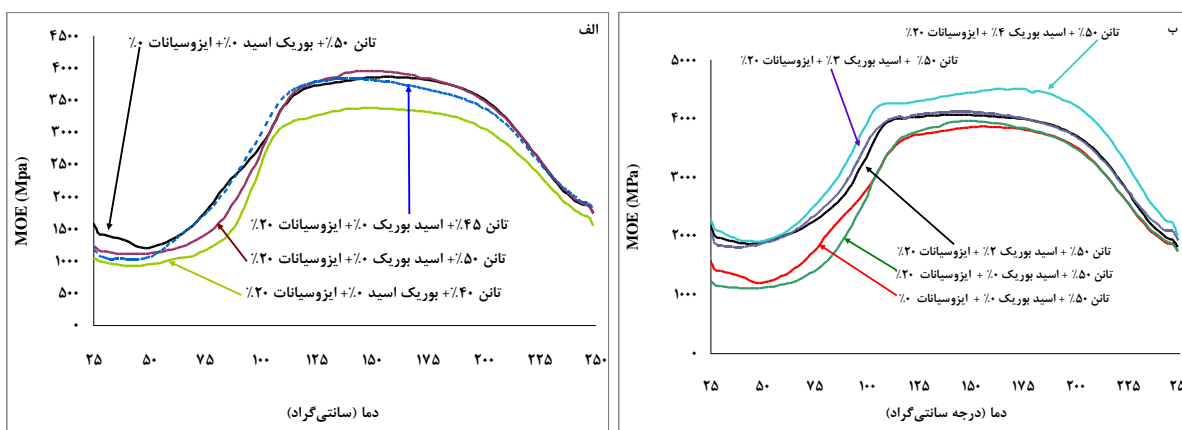 الف
تانن ۵۰٪+ بوریک اسید ۰٪+ ایزوسیانات ۰٪
MOE (Mpa)
۴۵۰۰
۴۰۰۰
۳۵۰۰
۳۰۰۰
۲۵۰۰
۲۰۰۰
۱۵۰۰
۱۰۰۰
۵۰۰
۰
تانن ۴۵٪+ اسید بوریک ۰٪+ ایزوسیانات ۲۰٪
تانن ۵۰٪+ اسید بوریک ۰٪+ ایزوسیانات ۲۰٪
تانن ۴۰٪+ بوریک اسید ۰٪+ ایزوسیانات ۲۰٪
۲۵ ۵۰ ۷۵ ۱۰۰ ۱۲۵ ۱۵۰ ۱۷۵ ۲۰۰ ۲۲۵ ۲۵۰
دما (سانتی‌گراد)
ب
تانن ۵۰٪ + اسید بوریک ۴٪ + ایزوسیانات ۲۰٪
تانن ۵۰٪ + اسید بوریک ۳٪ + ایزوسیانات ۲۰٪
MOE (MPa)
۵۰۰۰
۴۰۰۰
۳۰۰۰
۲۰۰۰
۱۰۰۰
۰
تانن ۵۰٪ + اسید بوریک ۲٪ + ایزوسیانات ۲۰٪
تانن ۵۰٪ + اسید بوریک ۰٪ + ایزوسیانات ۲۰٪
تانن ۵۰٪ + اسید بوریک ۰٪ + ایزوسیانات ۰٪
۲۵ ۵۰ ۷۵ ۱۰۰ ۱۲۵ ۱۵۰ ۱۷۵ ۲۰۰ ۲۲۵ ۲۵
دما (درجه سانتی‌گراد)